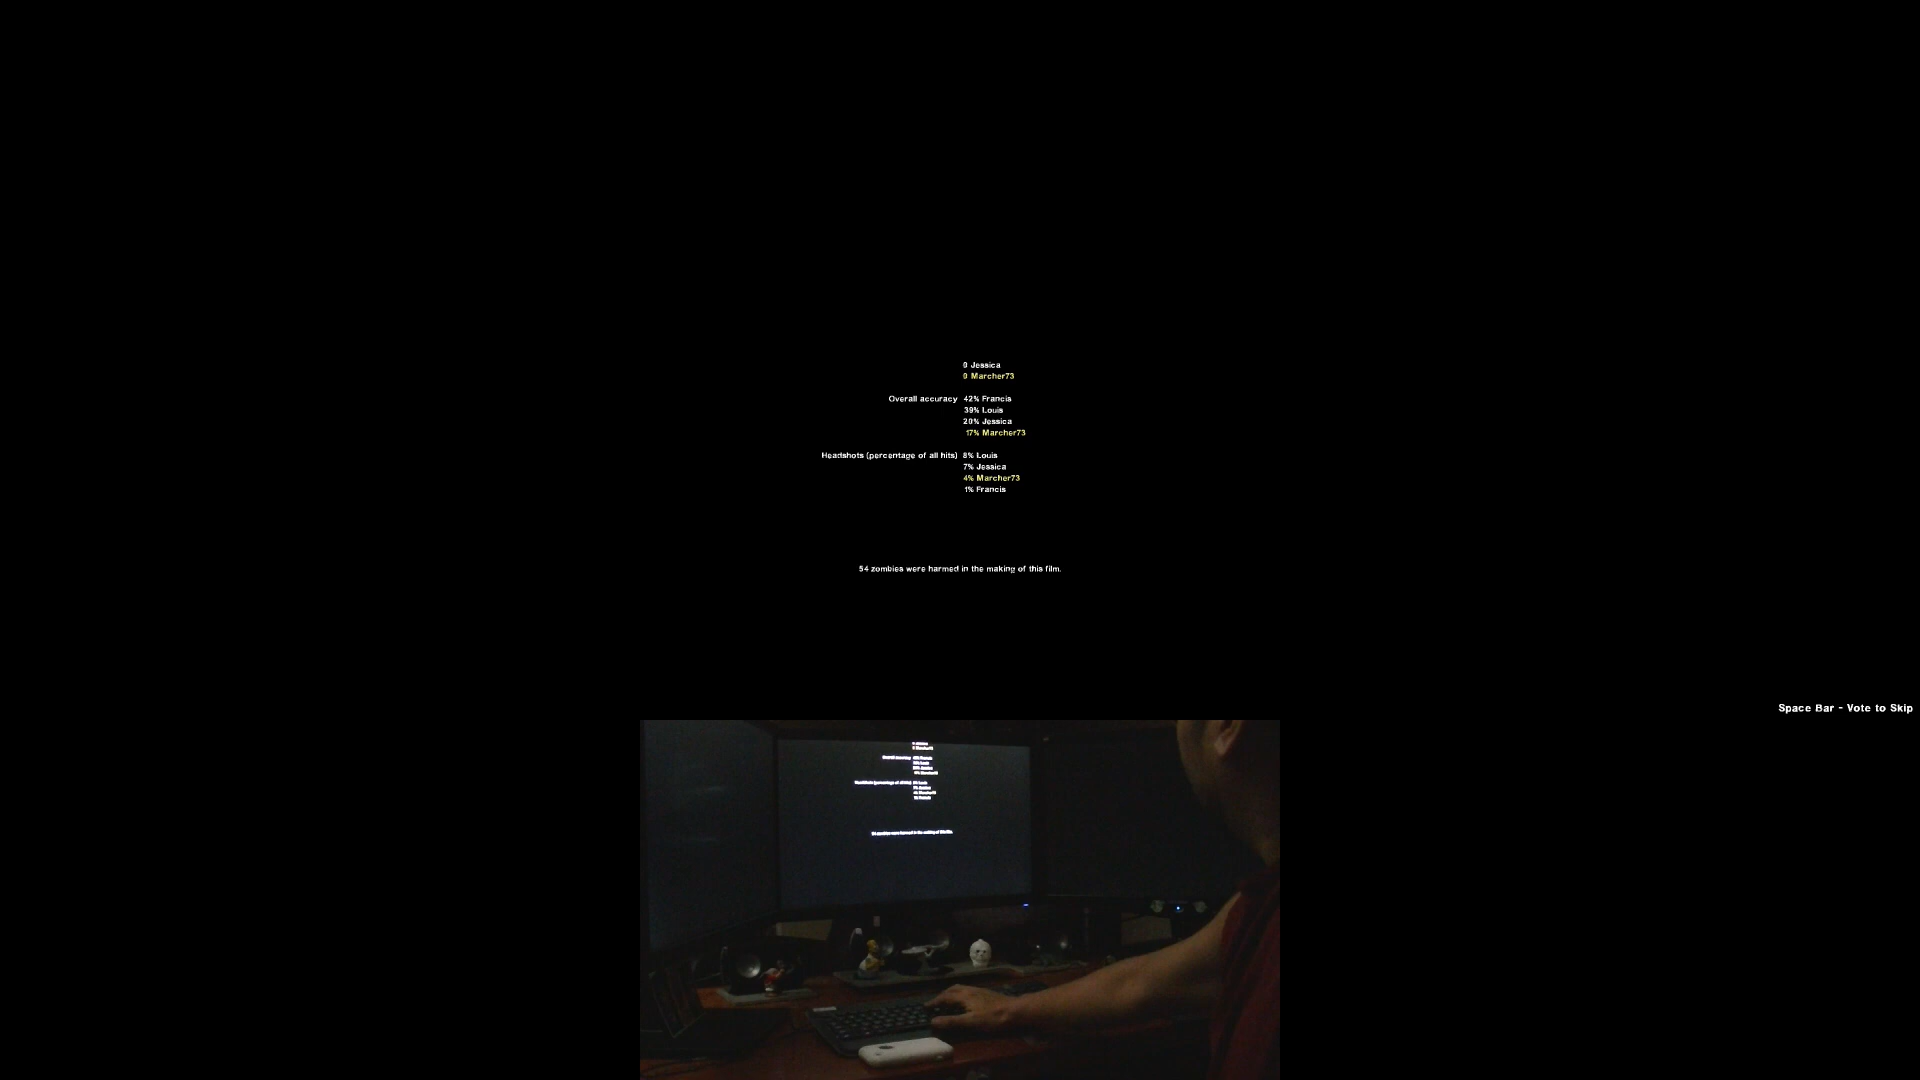 0 Jessica
0 Marcher73
Overall accuracy 42% Francis
39% Louis
20% Jessica
17% Marcher73
Headshots (percentage of all hits) 8% Louis
7% Jessica
4% Marcher73
1% Francis
54 zombies were harmed in the making of this film.
Space Bar - Vote to Skip